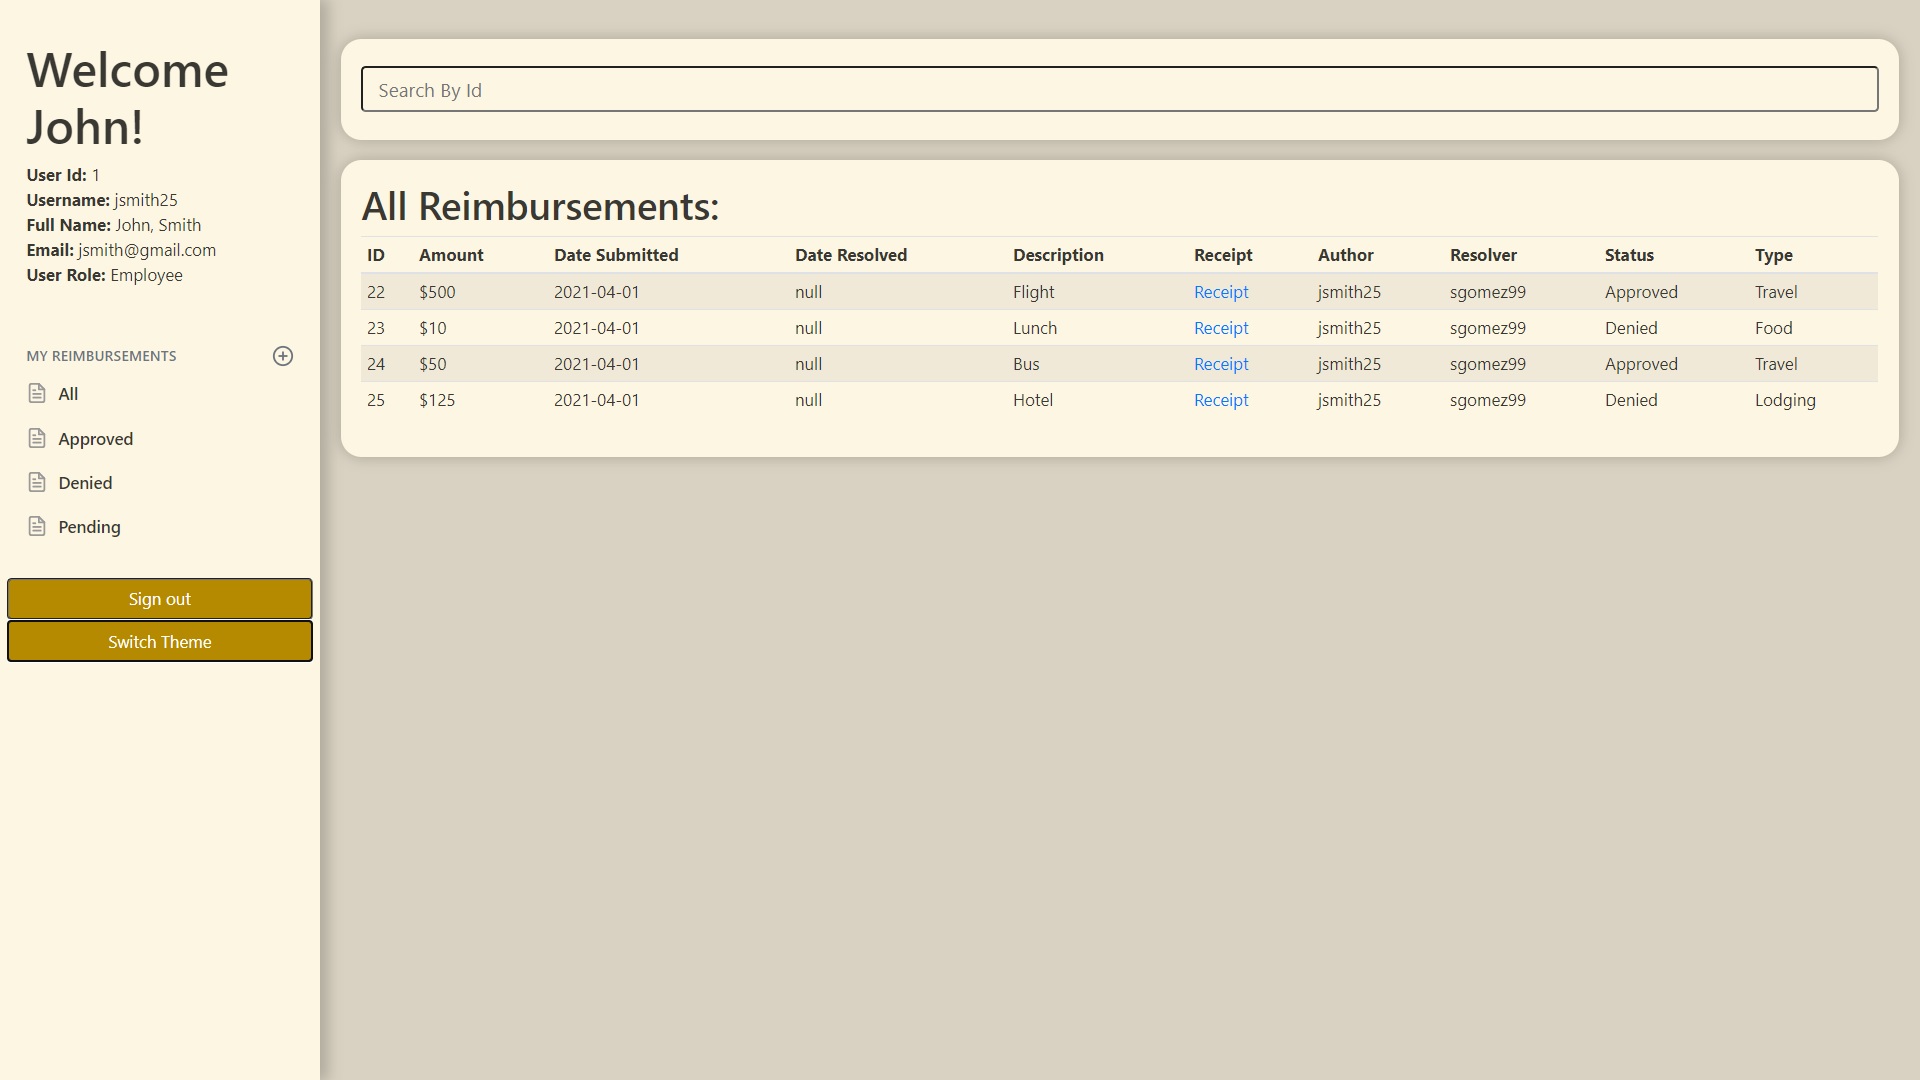 Welcome
John!
User Id: 1
Username: jsmith25
Full Name: John, Smith
Email: jsmith@gmail.com
User Role: Employee
MY REIMBURSEMENTS
All
Approved
Denied
Pending
Sign out
Switch Theme
Search By Id
All Reimbursements:
ID Amount Date Submitted Date Resolved Description Receipt Author Resolver Status Type
22 $500 2021-04-01 null Flight Receipt jsmith25 sgomez99 Approved Travel
23 $10 2021-04-01 null Lunch Receipt jsmith25 sgomez99 Denied Food
24 $50 2021-04-01 null Bus Receipt jsmith25 sgomez99 Approved Travel
25 $125 2021-04-01 null Hotel Receipt jsmith25 sgomez99 Denied Lodging